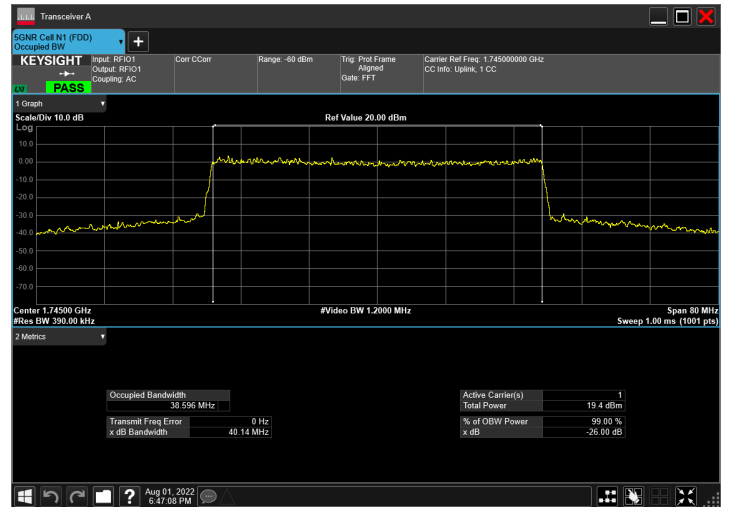 Transceiver A
5GNR Cell N1 (FDD)
Occupied BW
KEYSIGHT
LXI
PASS
Input: RFIO1
Output: RFIO1
Coupling: AC
Corr CCorr
Range: -60 dBm
Trig: Prot Frame
Aligned
Gate: FFT
Carrier Ref Freq: 1.745000000 GHz
CC Info: Uplink, 1 CC
1 Graph
Scale/Div 10.0 dB
Ref Value 20.00 dBm
Log
10.0
0.00
-10.0
-20.0
-30.0
-40.0
-50.0
-60.0
-70.0
Center 1.74500 GHz
#Video BW 1.2000 MHz
Span 80 MHz
#Res BW 390.00 kHz
Sweep 1.00 ms (1001 pts)
2 Metrics
Occupied Bandwidth
38.596 MHz
Transmit Freq Error 0 Hz
x dB Bandwidth 40.14 MHz
Active Carrier(s) 1
Total Power 19.4 dBm
% of OBW Power 99.00 %
x dB -26.00 dB
?
Aug 01, 2022
6:47:08 PM